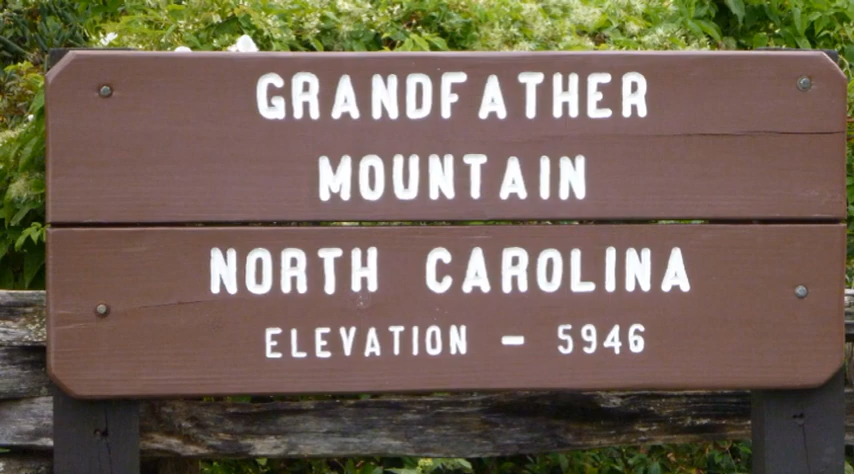 GRANDFATHER
MOUNTAIN
NORTH CAROLINA
ELEVATION - 5946